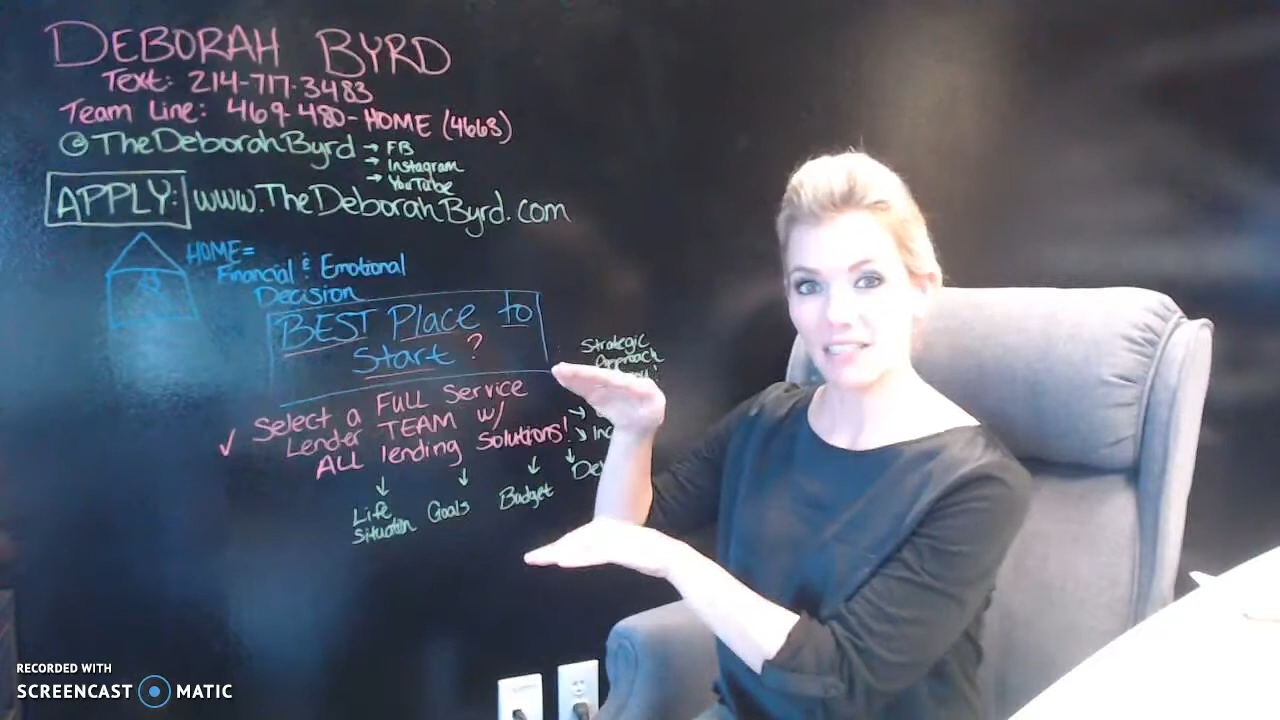 DEBORAH BYRD
Text: 214-717-3483
Team Line: 469-480-HOME (4663)
@TheDeborahByrd → FB
→ Instagram
→ YouTube
APPLY: www.TheDeborahByrd.com
HOME=
Financial & Emotional
Decision
BEST Place to
Start ?
Strategic
Approach
✓ Select a FULL Service
Lender TEAM w/
ALL lending Solutions!
Life
Situation
Goals
Budget
RECORDED WITH
SCREENCAST MATIC